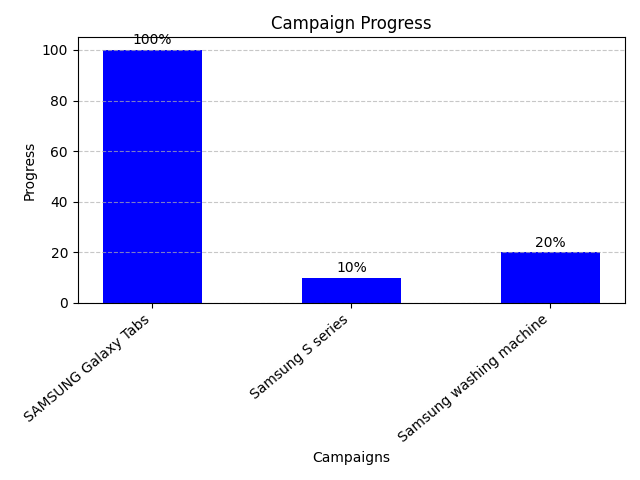 Campaign Progress
100%
100
80
60
40
20
0
10%
20%
Progress
SAMSUNG Galaxy Tabs
Samsung S series
Samsung washing machine
Campaigns